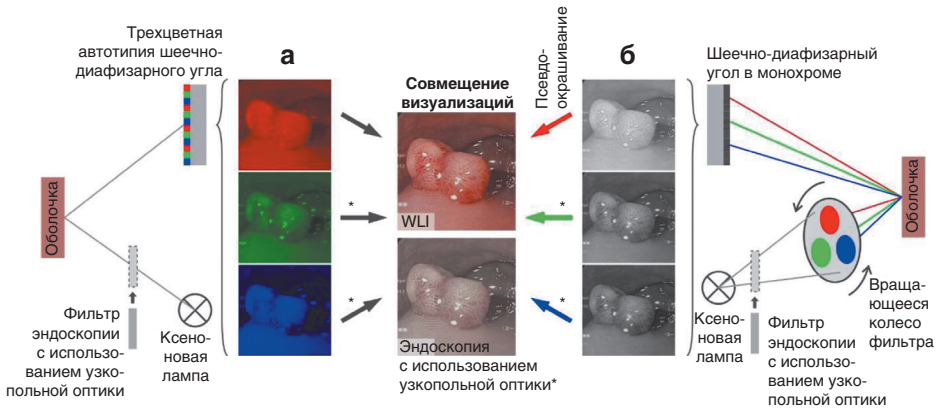 Трехцветная
автотипия шеечно-
диафизарного угла
а
Оболочка
Фильтр
эндоскопии
с использо-
ванием узко-
польной оптики
Ксено-
новая
лампа
Совмещение
визуализаций
WLI
*
*
Эндоскопия
с использованием
узкопольной оптики*
Псевдо-
окрашивание
*
*
б
Шеечно-диафизарный
угол в монохроме
Оболочка
Ксено-
новая
лампа
Фильтр
эндоскопии
с использо-
ванием узко-
польной оптики
Враща-
ющееся
колесо
фильтра